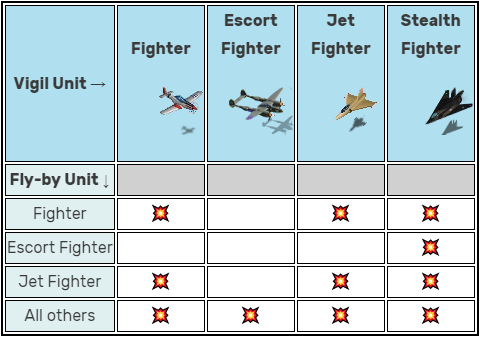 Vigil Unit →
Fighter
Escort
Fighter
Jet
Fighter
Stealth
Fighter
Fly-by Unit ↓
Fighter
Escort Fighter
Jet Fighter
All others